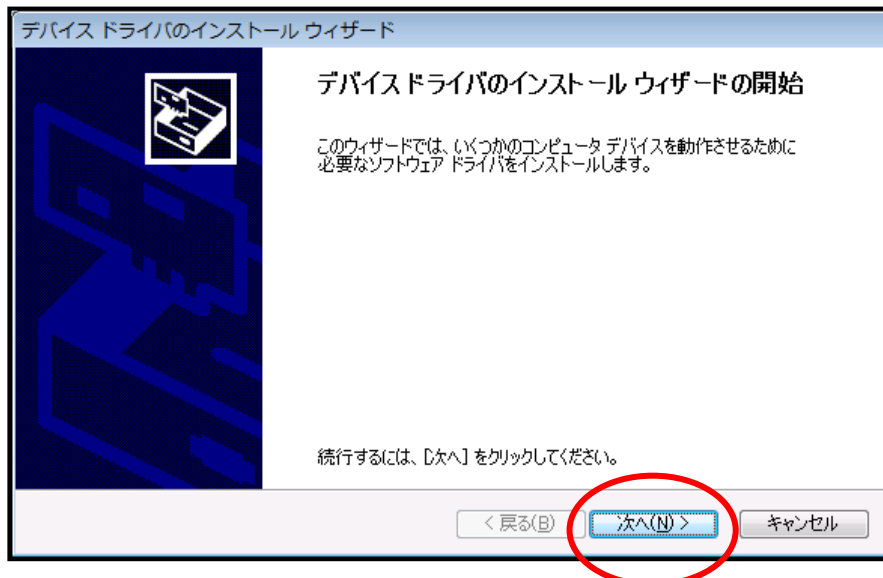 デバイス ドライバのインストール ウィザード
デバイス ドライバのインストール ウィザードの開始
このウィザードでは、いくつかのコンピュータ デバイスを動作させるために
必要なソフトウェア ドライバをインストールします。
続行するには、[次へ] をクリックしてください。
< 戻る(B)
次へ(N) >
キャンセル